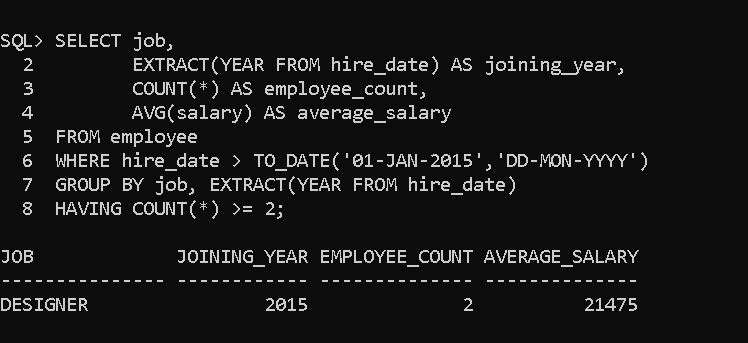 SQL> SELECT job,
  2         EXTRACT(YEAR FROM hire_date) AS joining_year,
  3         COUNT(*) AS employee_count,
  4         AVG(salary) AS average_salary
  5  FROM employee
  6  WHERE hire_date > TO_DATE('01-JAN-2015','DD-MON-YYYY')
  7  GROUP BY job, EXTRACT(YEAR FROM hire_date)
  8  HAVING COUNT(*) >= 2;
JOB             JOINING_YEAR EMPLOYEE_COUNT AVERAGE_SALARY
--------------- ------------ -------------- --------------
DESIGNER                2015              2          21475